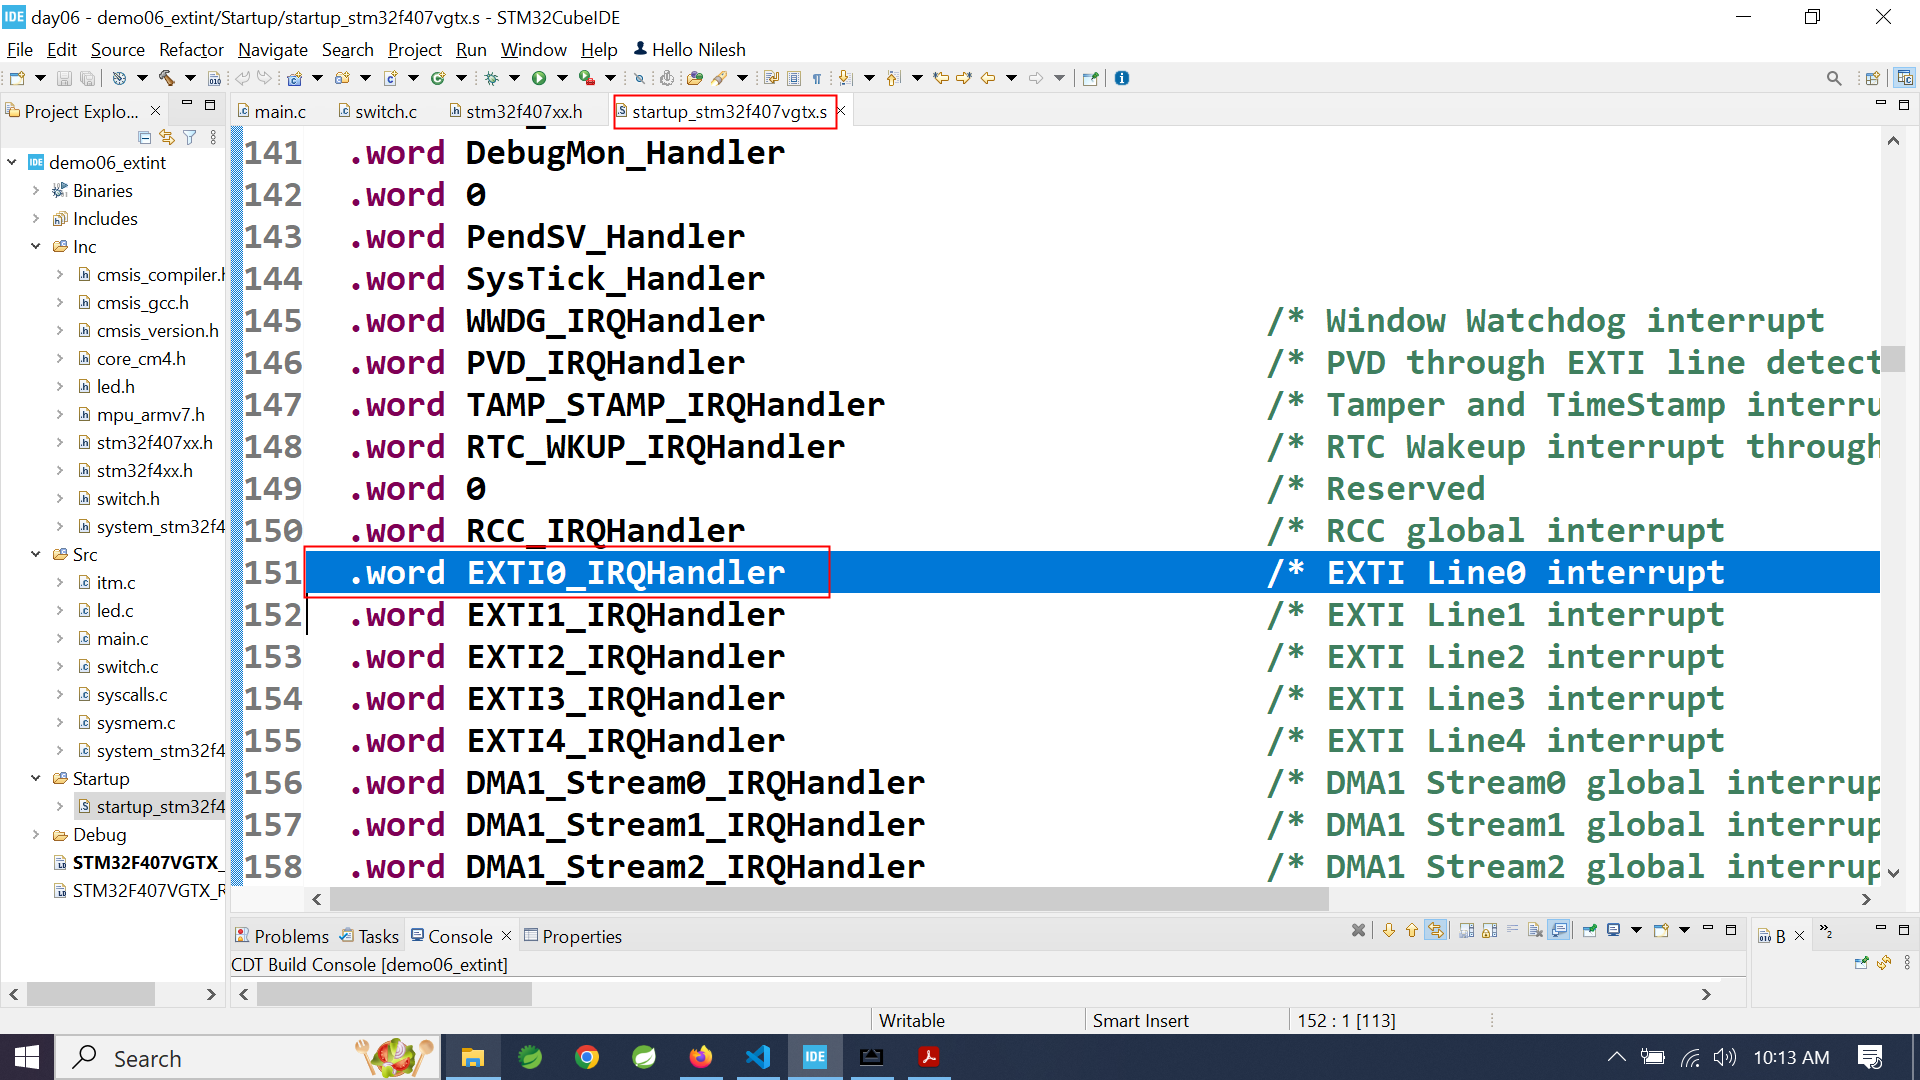 IDE day06 - demo06_extint/Startup/startup_stm32f407vgtx.s - STM32CubeIDE
File Edit Source Refactor Navigate Search Project Run Window Help Hello Nilesh
Project Explo...
main.c switch.c stm32f407xx.h startup_stm32f407vgtx.s
demo06_extint
Binaries
Includes
Inc
cmsis_compiler.h
cmsis_gcc.h
cmsis_version.h
core_cm4.h
led.h
mpu_armv7.h
stm32f407xx.h
stm32f4xx.h
switch.h
system_stm32f4
Src
itm.c
led.c
main.c
switch.c
syscalls.c
sysmem.c
system_stm32f4
Startup
startup_stm32f4
Debug
STM32F407VGTX_
STM32F407VGTX_R
141 .word DebugMon_Handler
142 .word 0
143 .word PendSV_Handler
144 .word SysTick_Handler
145 .word WWDG_IRQHandler /* Window Watchdog interrupt
146 .word PVD_IRQHandler /* PVD through EXTI line detect
147 .word TAMP_STAMP_IRQHandler /* Tamper and TimeStamp interru
148 .word RTC_WKUP_IRQHandler /* RTC Wakeup interrupt through
149 .word 0 /* Reserved
150 .word RCC_IRQHandler /* RCC global interrupt
151 .word EXTI0_IRQHandler /* EXTI Line0 interrupt
152 .word EXTI1_IRQHandler /* EXTI Line1 interrupt
153 .word EXTI2_IRQHandler /* EXTI Line2 interrupt
154 .word EXTI3_IRQHandler /* EXTI Line3 interrupt
155 .word EXTI4_IRQHandler /* EXTI Line4 interrupt
156 .word DMA1_Stream0_IRQHandler /* DMA1 Stream0 global interrup
157 .word DMA1_Stream1_IRQHandler /* DMA1 Stream1 global interrup
158 .word DMA1_Stream2_IRQHandler /* DMA1 Stream2 global interrup
Problems Tasks Console Properties
B
CDT Build Console [demo06_extint]
Writable Smart Insert 152 : 1 [113]
Search
IDE
10:13 AM